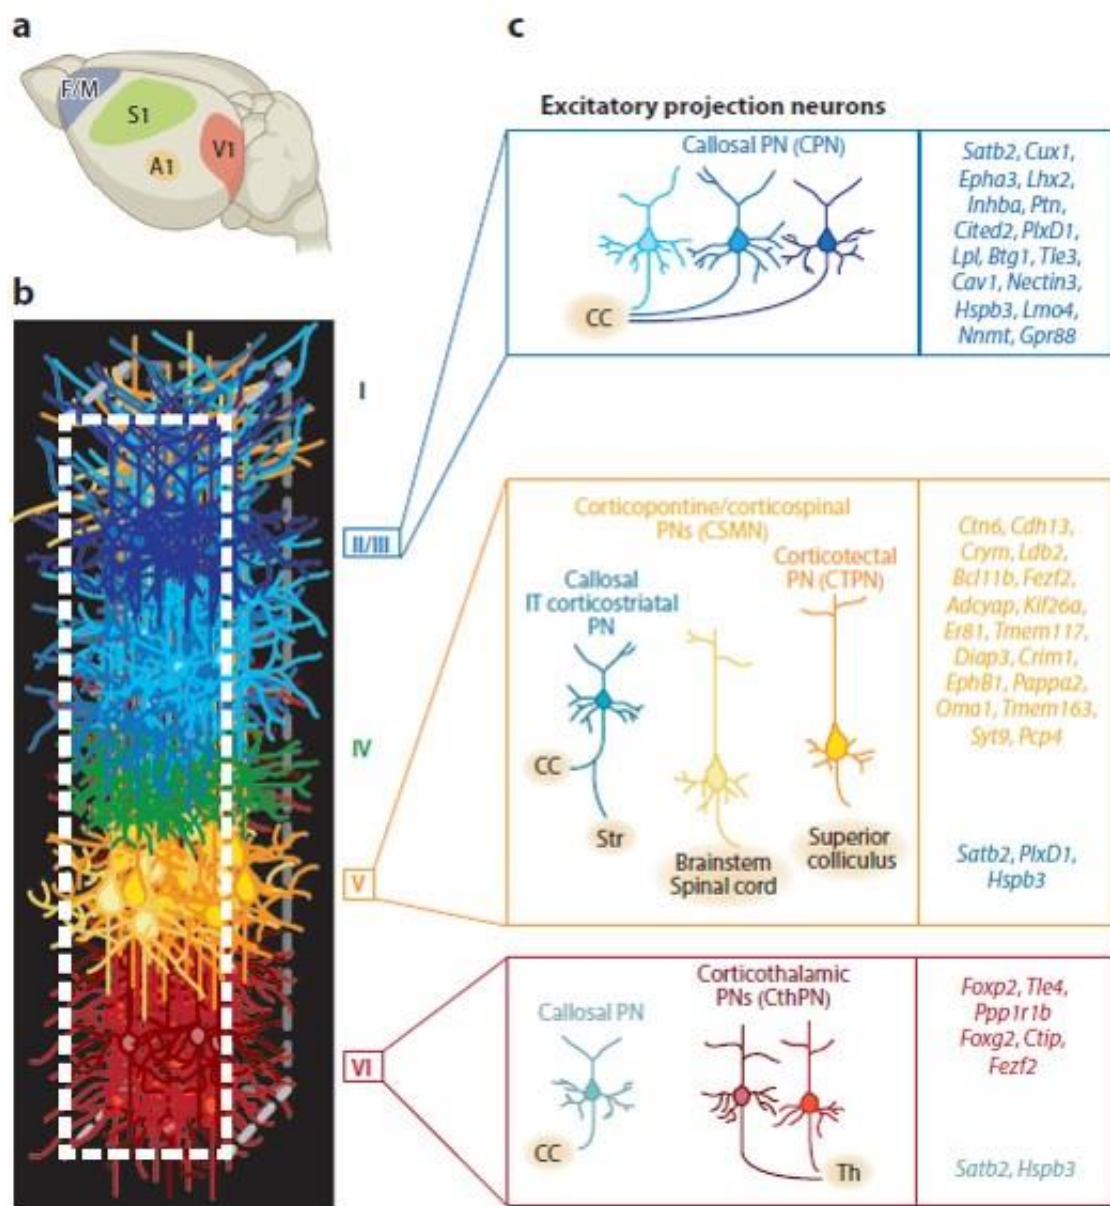 a
F/M
S1
A1
V1
b
I
II/III
IV
V
VI
c
Excitatory projection neurons
Callosal PN (CPN)
CC
Satb2, Cux1,
Epha3, Lhx2,
Inhba, Ptn,
Cited2, PlxD1,
Lpl, Btg1, Tle3,
Cav1, Nectin3,
Hspb3, Lmo4,
Nnmt, Gpr88
Corticopontine/corticospinal
PNs (CSMN)
Callosal
IT corticostriatal
PN
Corticotectal
PN (CTPN)
CC
Str
Brainstem
Spinal cord
Superior
colliculus
Ctn6, Cdh13,
Crym, Ldb2,
Bcl11b, Fezf2,
Adcyap, Kif26a,
Er81, Tmem117,
Diap3, Crim1,
EphB1, Pappa2,
Oma1, Tmem163,
Syt9, Pcp4
Satb2, PlxD1,
Hspb3
Callosal PN
Corticothalamic
PNs (CthPN)
CC
Th
Foxp2, Tle4,
Ppp1r1b
Foxg2, Ctip,
Fezf2
Satb2, Hspb3